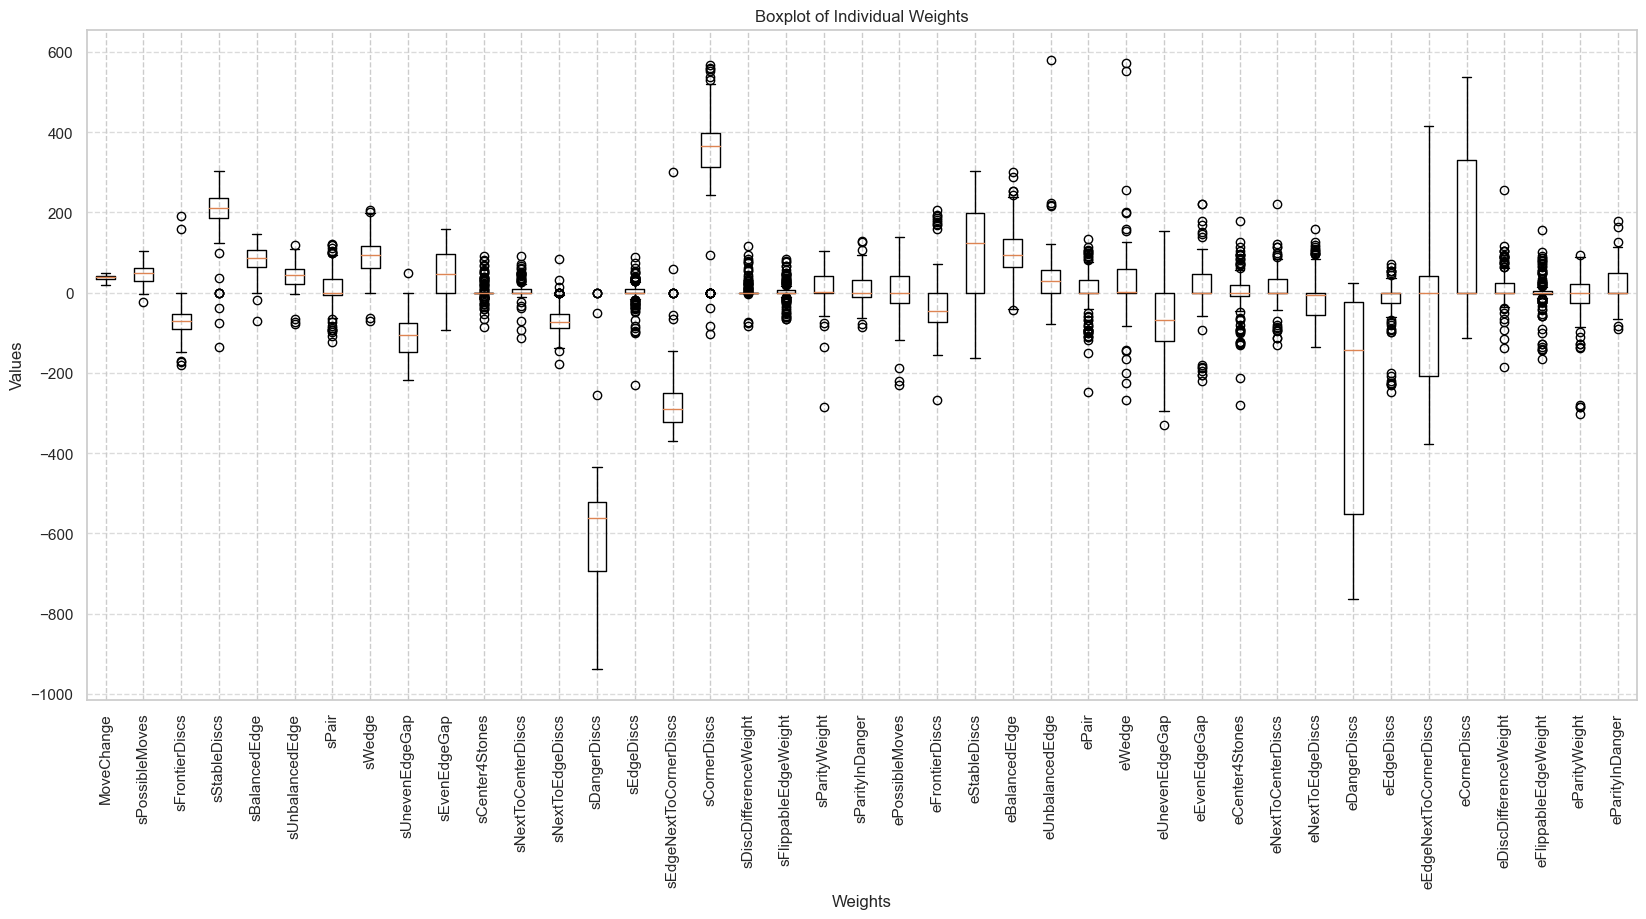 Boxplot of Individual Weights
Values
600
400
200
0
−200
−400
−600
−800
−1000
MoveChange
sPossibleMoves
sFrontierDiscs
sStableDiscs
sBalancedEdge
sUnbalancedEdge
sPair
sWedge
sUnevenEdgeGap
sEvenEdgeGap
sCenter4Stones
sNextToCenterDiscs
sNextToEdgeDiscs
sDangerDiscs
sEdgeDiscs
sEdgeNextToCornerDiscs
sCornerDiscs
sDiscDifferenceWeight
sFlippableEdgeWeight
sParityWeight
sParityInDanger
ePossibleMoves
eFrontierDiscs
eStableDiscs
eBalancedEdge
eUnbalancedEdge
ePair
eWedge
eUnevenEdgeGap
eEvenEdgeGap
eCenter4Stones
eNextToCenterDiscs
eNextToEdgeDiscs
eDangerDiscs
eEdgeDiscs
eEdgeNextToCornerDiscs
eCornerDiscs
eDiscDifferenceWeight
eFlippableEdgeWeight
eParityWeight
eParityInDanger
Weights